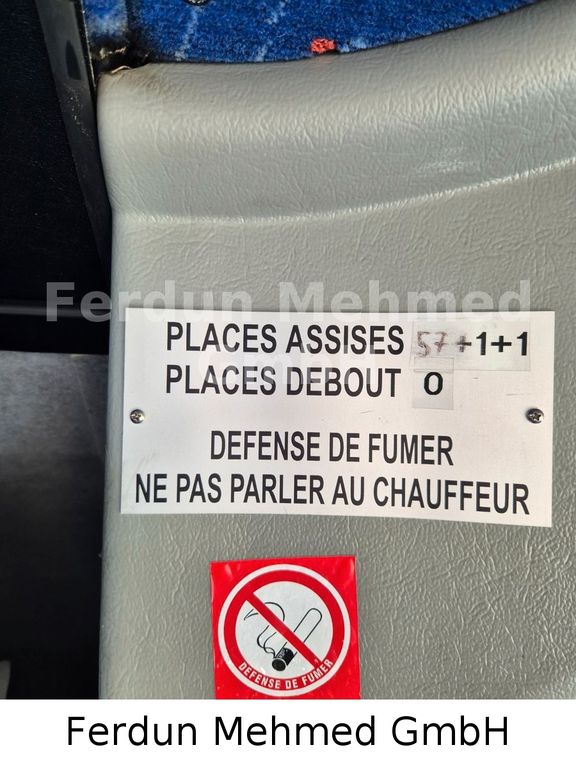 Ferdun Mehmed
GmbH
PLACES ASSISES 57+1+1
PLACES DEBOUT 0
DEFENSE DE FUMER
NE PAS PARLER AU CHAUFFEUR
DEFENSE DE FUMER
Ferdun Mehmed GmbH